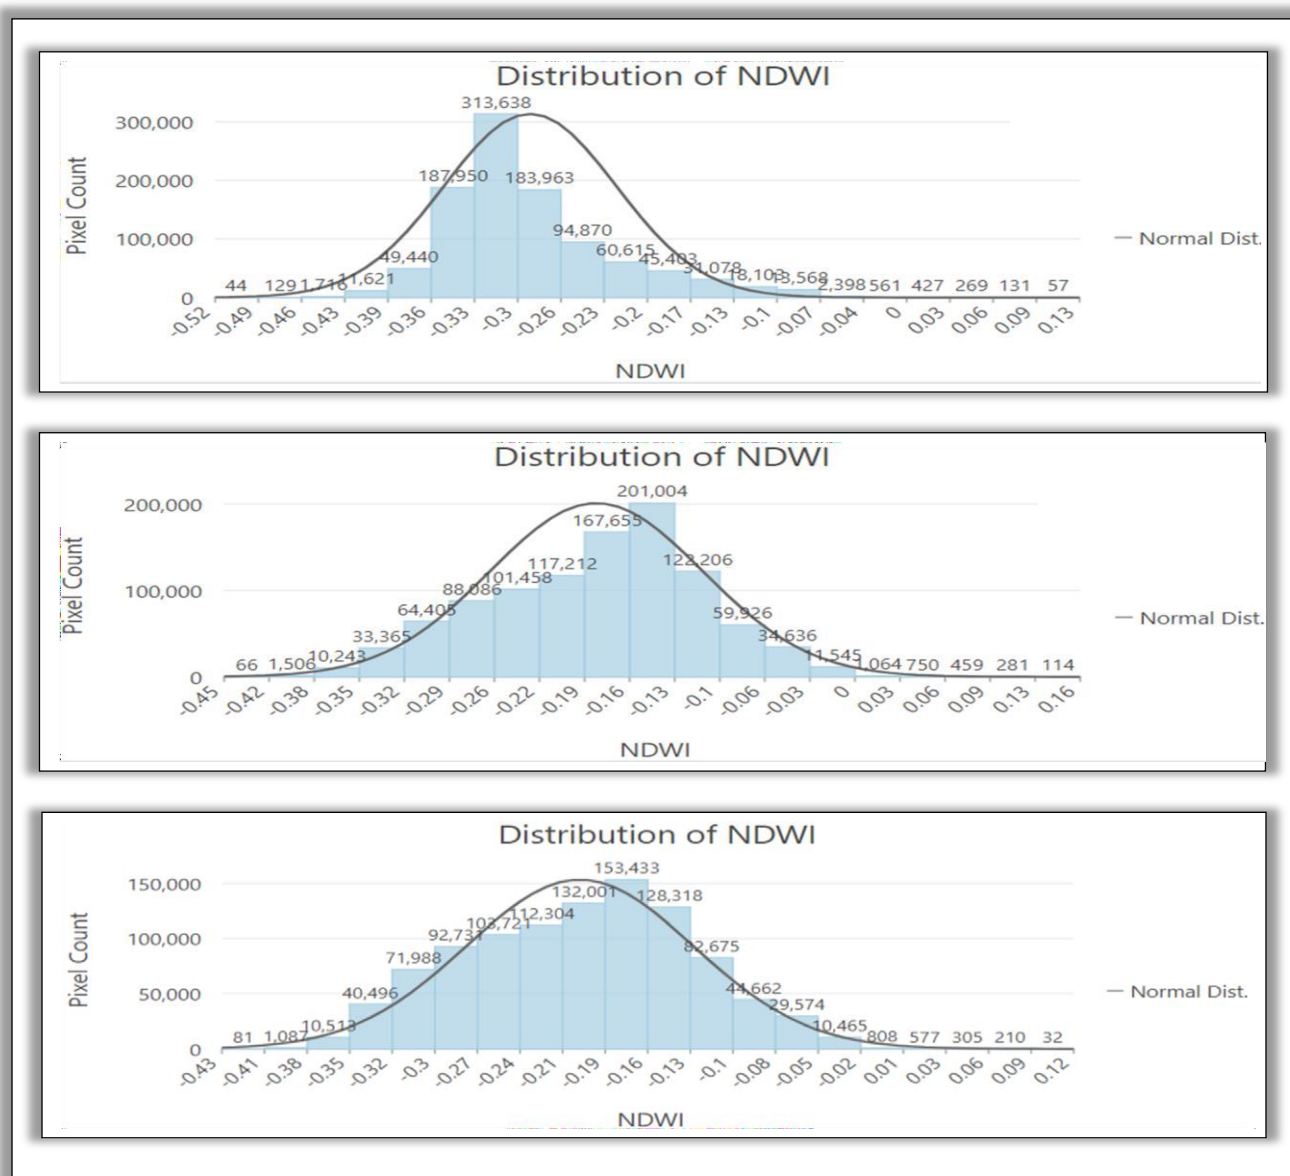 Distribution of NDWI
313,638
300,000
187,950 183,963
200,000
94,870
100,000
60,615
49,440
45,403
31,078
18,103
13,568
11,621
44 129 1,716 2,398 561 427 269 131 57
0
-0.52 -0.49 -0.46 -0.43 -0.39 -0.36 -0.33 -0.3 -0.26 -0.23 -0.2 -0.17 -0.13 -0.1 -0.07 -0.04 0 0.03 0.06 0.09 0.13
Pixel Count
NDWI
Normal Dist.
Distribution of NDWI
201,004
200,000
167,655
122,206
117,212
101,458
100,000
88,086
64,405
59,926
34,636
33,365
10,243
11,545
66 1,506 1,064 750 459 281 114
0
-0.45 -0.42 -0.38 -0.35 -0.32 -0.29 -0.26 -0.22 -0.19 -0.16 -0.13 -0.1 -0.06 -0.03 0 0.03 0.06 0.09 0.13 0.16
Pixel Count
NDWI
Normal Dist.
Distribution of NDWI
153,433
150,000
132,001 128,318
112,304
103,721
100,000
92,731
82,675
71,988
50,000
44,662
40,496
29,574
10,513
10,465
81 1,087 808 577 305 210 32
0
-0.43 -0.41 -0.38 -0.35 -0.32 -0.3 -0.27 -0.24 -0.21 -0.19 -0.16 -0.13 -0.1 -0.08 -0.05 -0.02 0.01 0.03 0.06 0.09 0.12
Pixel Count
NDWI
Normal Dist.